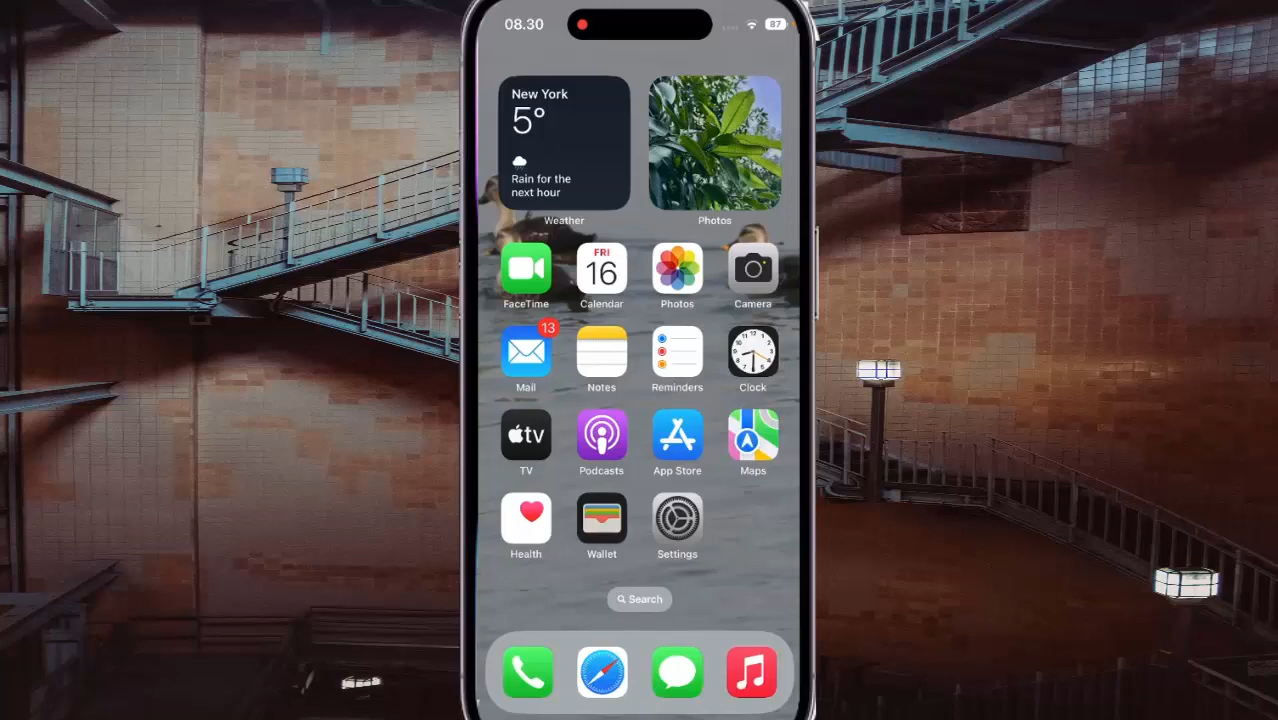 08.30
87
New York
5°
Rain for the
next hour
Weather
Photos
FRI
16
FaceTime
Calendar
Photos
Camera
13
Mail
Notes
Reminders
Clock
tv
TV
Podcasts
App Store
Maps
Health
Wallet
Settings
Search